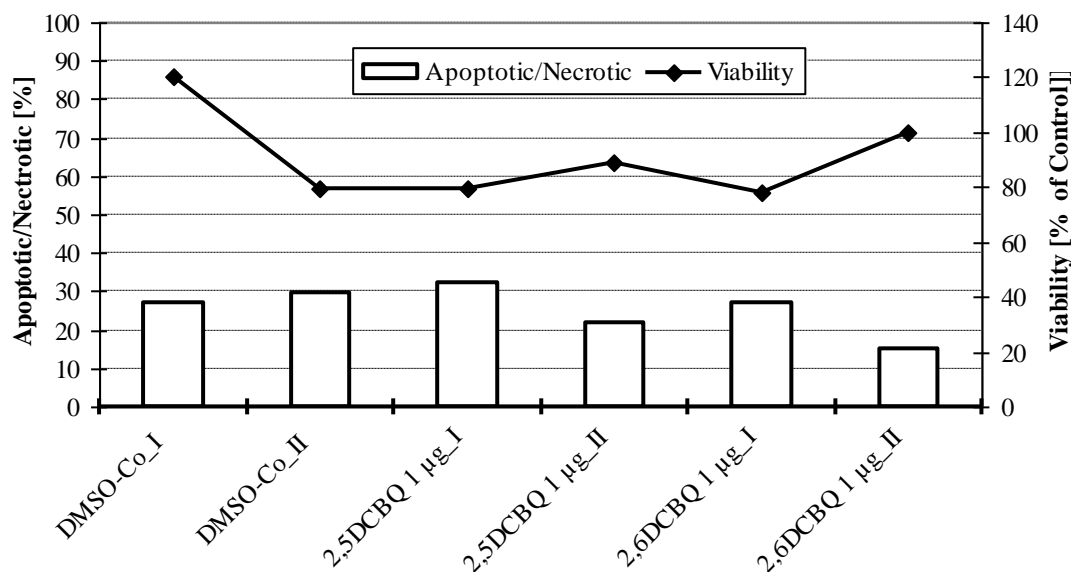 Apoptotic/Nectrotic [%]
100
90
80
70
60
50
40
30
20
10
0
Apoptotic/Necrotic
Viability
140
120
100
80
60
40
20
0
Viability [% of Control]]
DMSO-Co_I
DMSO-Co_II
2,5DCBQ 1 µg_I
2,5DCBQ 1 µg_II
2,6DCBQ 1 µg_I
2,6DCBQ 1 µg_II